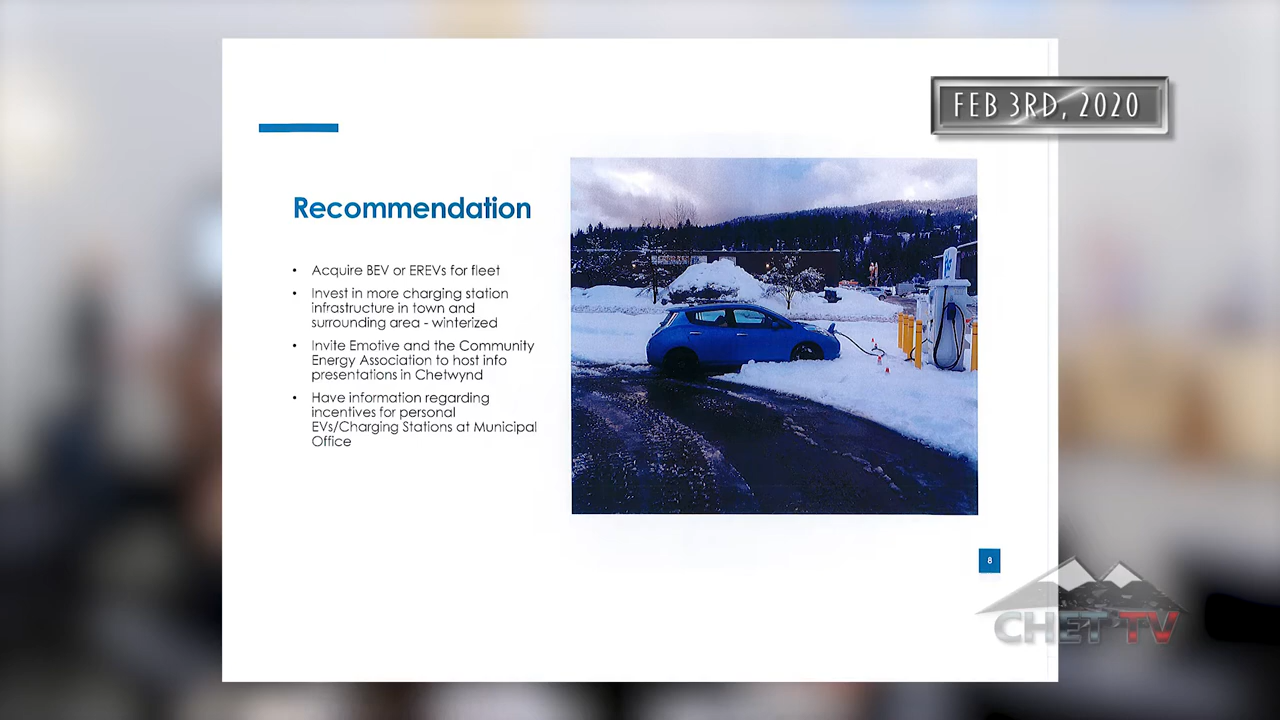 FEB 3RD, 2020
Recommendation
• Acquire BEV or EREVs for fleet
• Invest in more charging station
infrastructure in town and
surrounding area - winterized
• Invite Emotive and the Community
Energy Association to host info
presentations in Chetwynd
• Have information regarding
incentives for personal
EVs/Charging Stations at Municipal
Office
8
CHET TV